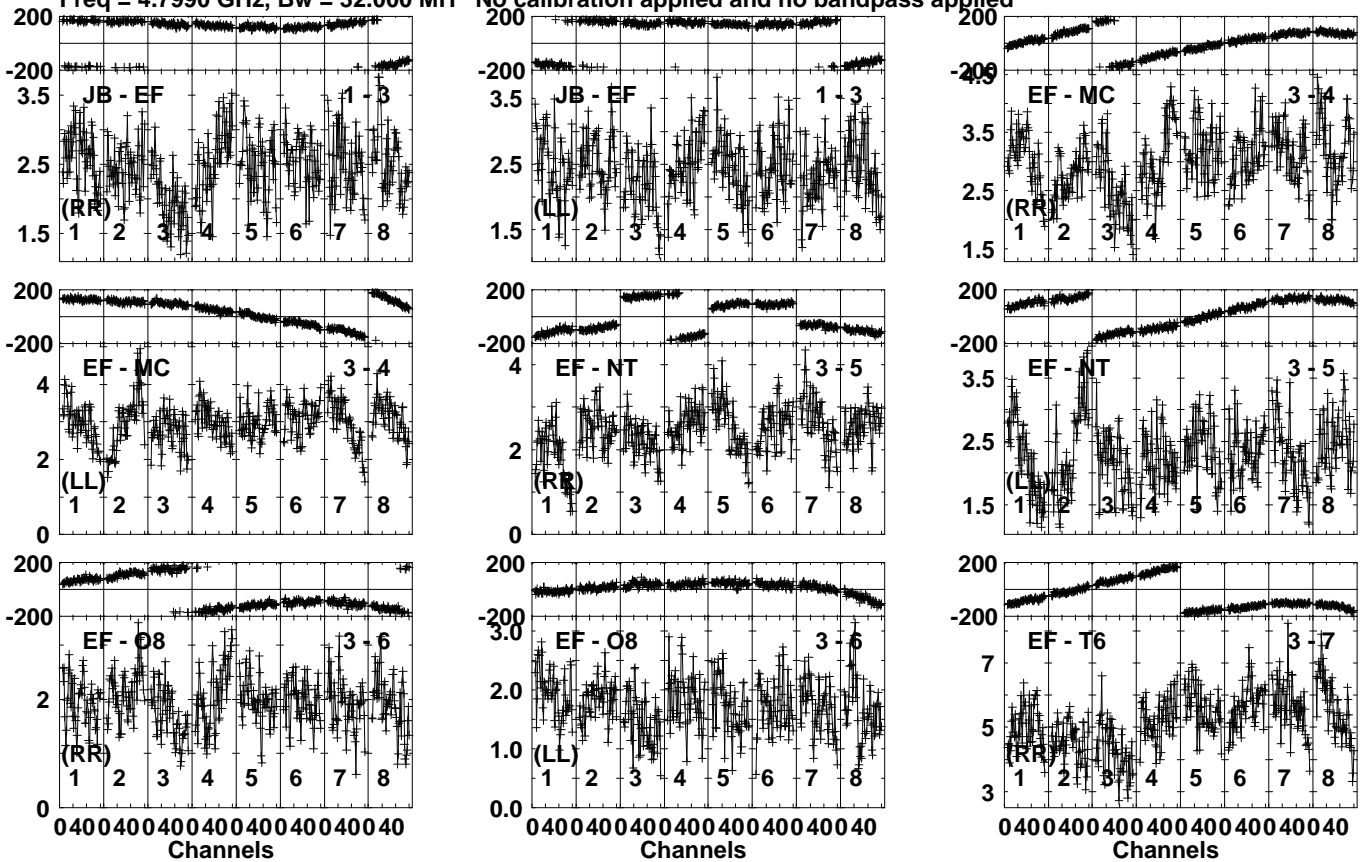 Freq = 4.7990 GHz, Bw = 32.000 MH No calibration applied and no bandpass applied
200 200 200
-200 -200 -200
4.5
JB - EF 1 - 3 JB - EF 1 - 3 EF - MC 3 - 4
3.5 3.5 3.5
2.5 2.5 2.5
(RR) (LL) (RR)
1 2 3 4 5 6 7 8 1 2 3 4 5 6 7 8 1 2 3 4 5 6 7 8
1.5 1.5 1.5
200 200 200
-200 -200 -200
EF - MC 3 - 4 EF - NT 3 - 5 EF - NT 3 - 5
4 4 3.5
2 2 2.5
(LL) (RR) (LL)
1 2 3 4 5 6 7 8 1 2 3 4 5 6 7 8 1 2 3 4 5 6 7 8
1.5
0 0
200 200 200
-200 -200 -200
3.0
EF - O8 3 - 6 EF - O8 3 - 6 EF - T6 3 - 7
7
2 2.0 5
(RR) (LL) (RR)
1.0
1 2 3 4 5 6 7 8 1 2 3 4 5 6 7 8 1 2 3 4 5 6 7 8
3
0 0.0
0 40 0 40 0 40 0 40 0 40 0 40 0 40 0 40 0 40 0 40 0 40 0 40 0 40 0 40 0 40 0 40 0 40 0 40 0 40 0 40 0 40 0 40 0 40 0 40
Channels Channels Channels